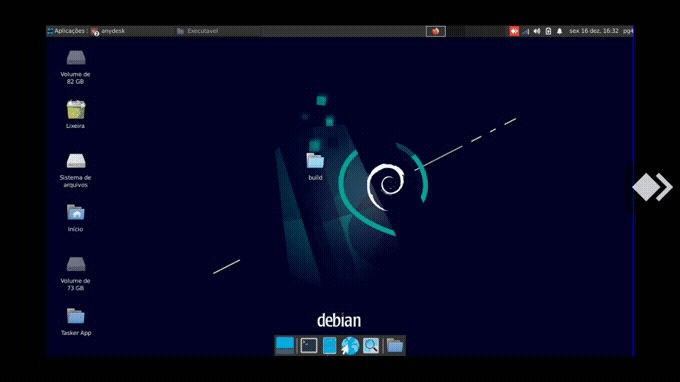 Aplicações
anydesk
Executavel
sex 16 dez, 16:32
pg4
Volume de
82 GB
Lixeira
build
Sistema de
arquivos
Início
Volume de
73 GB
Tasker App
debian